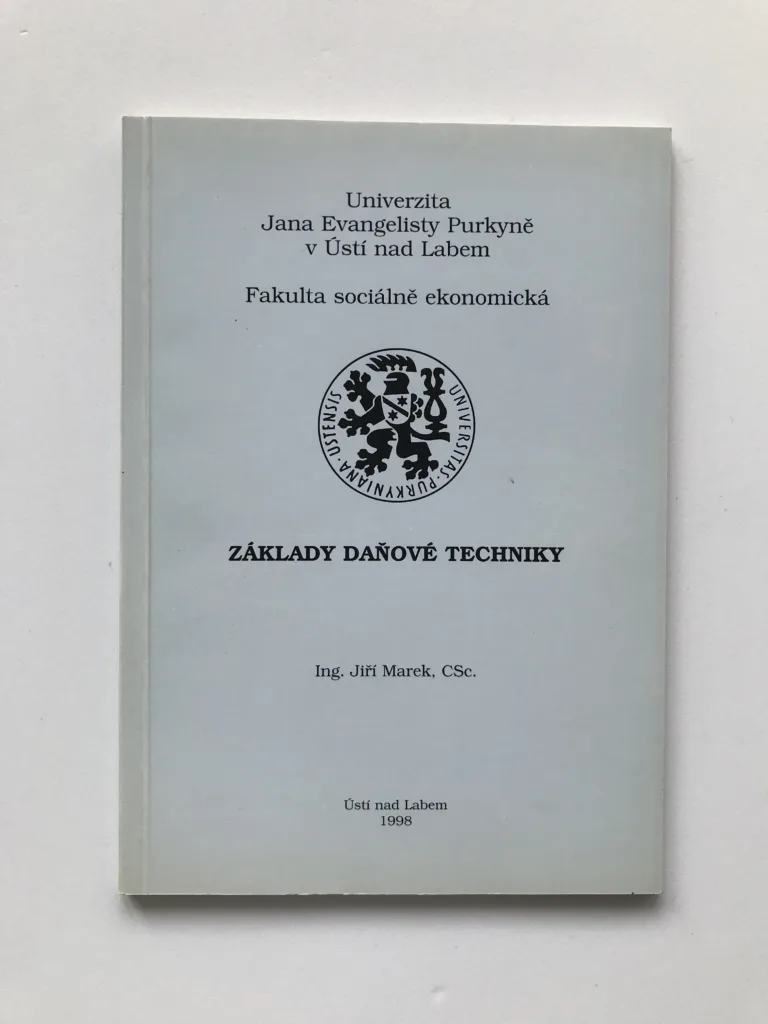 Univerzita
Jana Evangelisty Purkyně
v Ústí nad Labem
Fakulta sociálně ekonomická
UNIVERSITAS · PURKYNIANA · USTENSIS
ZÁKLADY DAŇOVÉ TECHNIKY
Ing. Jiří Marek, CSc.
Ústí nad Labem
1998